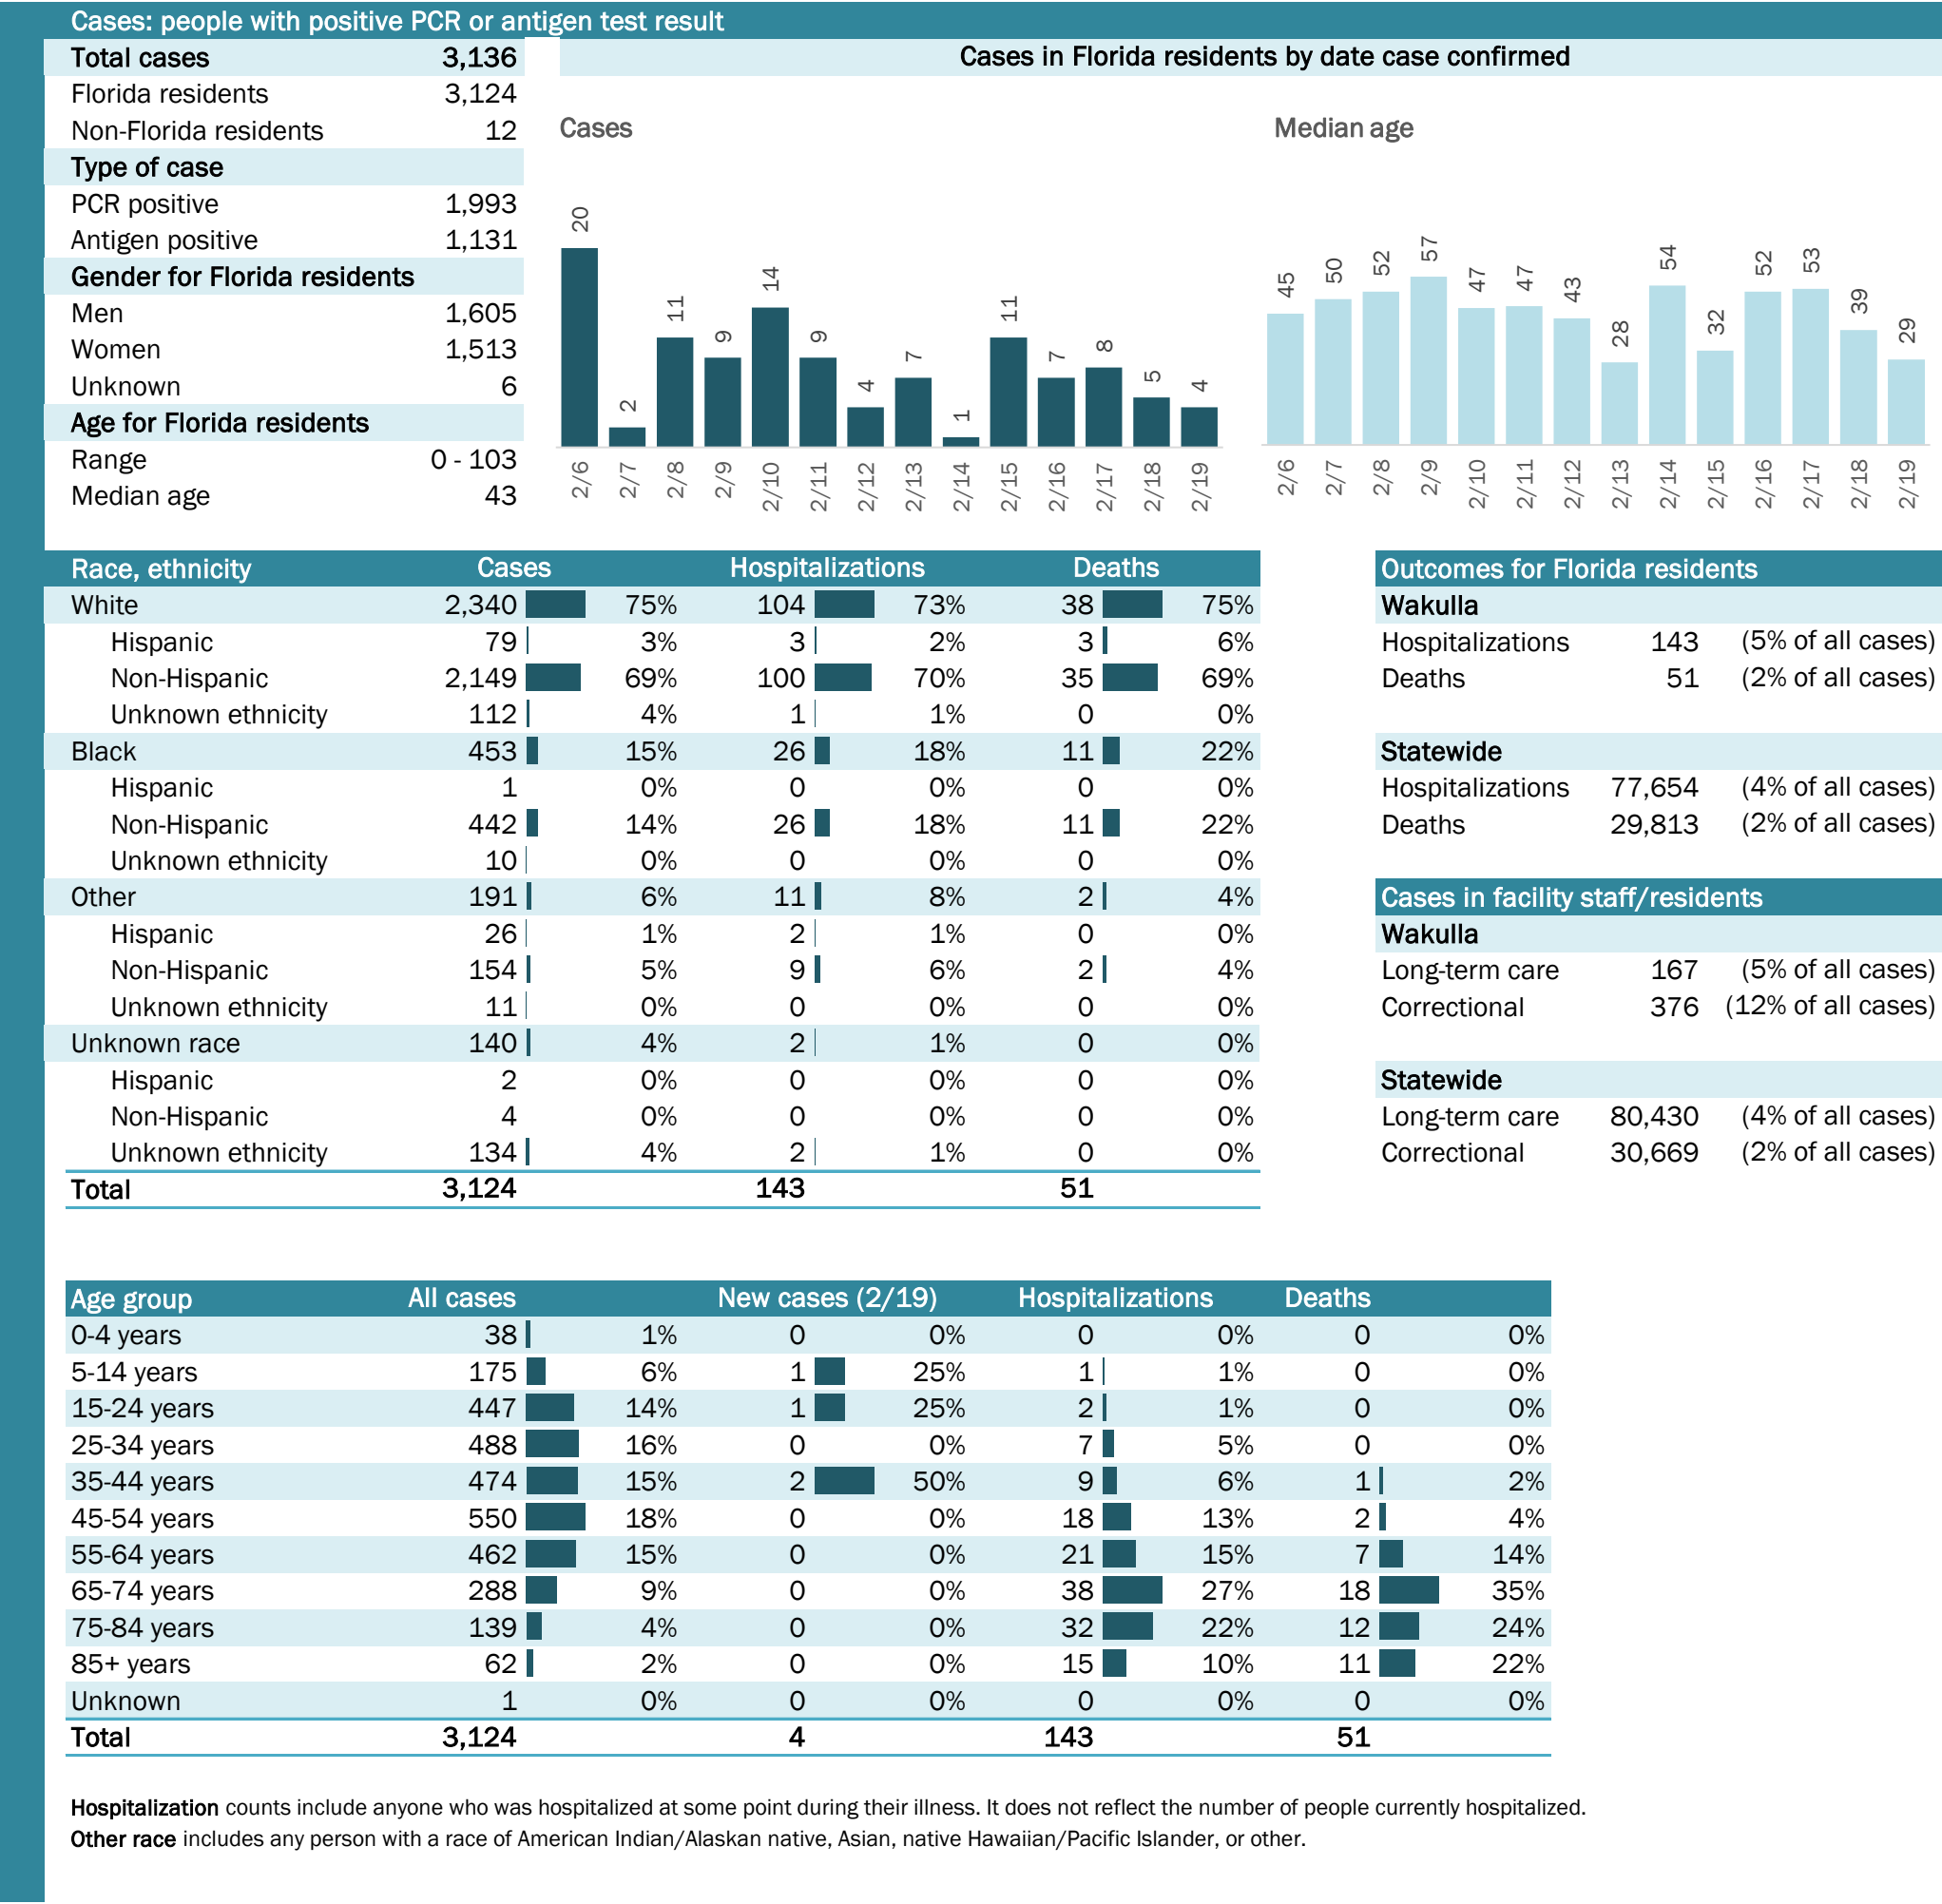 Cases: people with positive PCR or antigen test result
Total cases 3,136
Florida residents 3,124
Non-Florida residents 12
Type of case
PCR positive 1,993
Antigen positive 1,131
Gender for Florida residents
Men 1,605
Women 1,513
Unknown 6
Age for Florida residents
Range 0 - 103
Median age 43
Cases in Florida residents by date case confirmed
Cases
20 2 11 9 14 9 4 7 1 11 7 8 5 4
2/6 2/7 2/8 2/9 2/10 2/11 2/12 2/13 2/14 2/15 2/16 2/17 2/18 2/19
Median age
45 50 52 57 47 47 43 28 54 32 52 53 39 29
2/6 2/7 2/8 2/9 2/10 2/11 2/12 2/13 2/14 2/15 2/16 2/17 2/18 2/19
Race, ethnicity Cases Hospitalizations Deaths
White 2,340 75% 104 73% 38 75%
Hispanic 79 3% 3 2% 3 6%
Non-Hispanic 2,149 69% 100 70% 35 69%
Unknown ethnicity 112 4% 1 1% 0 0%
Black 453 15% 26 18% 11 22%
Hispanic 1 0% 0 0% 0 0%
Non-Hispanic 442 14% 26 18% 11 22%
Unknown ethnicity 10 0% 0 0% 0 0%
Other 191 6% 11 8% 2 4%
Hispanic 26 1% 2 1% 0 0%
Non-Hispanic 154 5% 9 6% 2 4%
Unknown ethnicity 11 0% 0 0% 0 0%
Unknown race 140 4% 2 1% 0 0%
Hispanic 2 0% 0 0% 0 0%
Non-Hispanic 4 0% 0 0% 0 0%
Unknown ethnicity 134 4% 2 1% 0 0%
Total 3,124 143 51
Outcomes for Florida residents
Wakulla
Hospitalizations 143 (5% of all cases)
Deaths 51 (2% of all cases)
Statewide
Hospitalizations 77,654 (4% of all cases)
Deaths 29,813 (2% of all cases)
Cases in facility staff/residents
Wakulla
Long-term care 167 (5% of all cases)
Correctional 376 (12% of all cases)
Statewide
Long-term care 80,430 (4% of all cases)
Correctional 30,669 (2% of all cases)
Age group All cases New cases (2/19) Hospitalizations Deaths
0-4 years 38 1% 0 0% 0 0% 0 0%
5-14 years 175 6% 1 25% 1 1% 0 0%
15-24 years 447 14% 1 25% 2 1% 0 0%
25-34 years 488 16% 0 0% 7 5% 0 0%
35-44 years 474 15% 2 50% 9 6% 1 2%
45-54 years 550 18% 0 0% 18 13% 2 4%
55-64 years 462 15% 0 0% 21 15% 7 14%
65-74 years 288 9% 0 0% 38 27% 18 35%
75-84 years 139 4% 0 0% 32 22% 12 24%
85+ years 62 2% 0 0% 15 10% 11 22%
Unknown 1 0% 0 0% 0 0% 0 0%
Total 3,124 4 143 51
Hospitalization counts include anyone who was hospitalized at some point during their illness. It does not reflect the number of people currently hospitalized.
Other race includes any person with a race of American Indian/Alaskan native, Asian, native Hawaiian/Pacific Islander, or other.